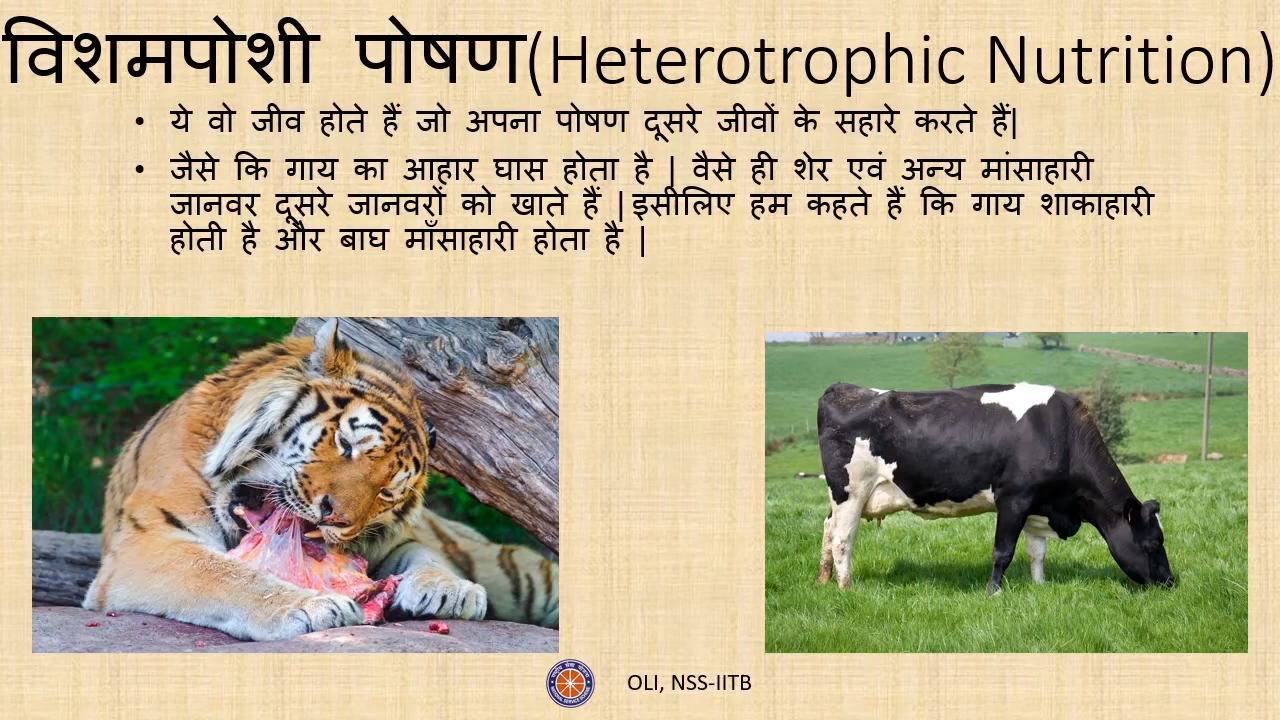 विशमपोशी पोषण(Heterotrophic Nutrition)
• ये वो जीव होते हैं जो अपना पोषण दूसरे जीवों के सहारे करते हैं|
• जैसे कि गाय का आहार घास होता है | वैसे ही शेर एवं अन्य मांसाहारी
जानवर दूसरे जानवरों को खाते हैं |इसीलिए हम कहते हैं कि गाय शाकाहारी
होती है और बाघ माँसाहारी होता है |
OLI, NSS-IITB